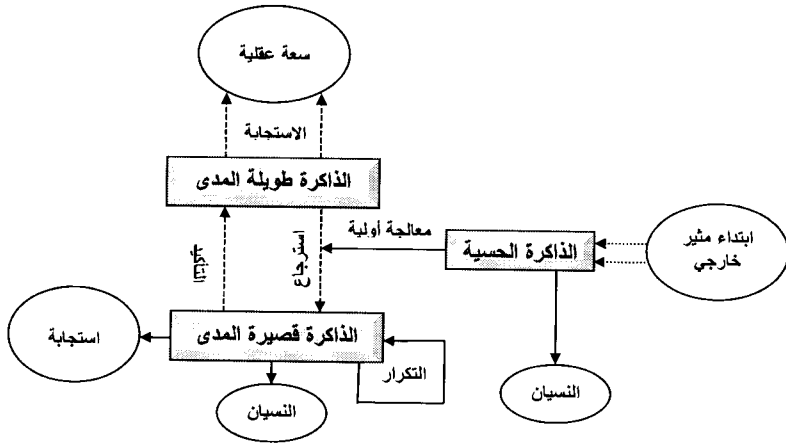 سعة عقلية
الاستجابة
الذاكرة طويلة المدى
ابتداء مثير
خارجي
الذاكرة الحسية
معالجة أولية
استرجاع
التأكيد
الذاكرة قصيرة المدى
استجابة
التكرار
النسيان
النسيان